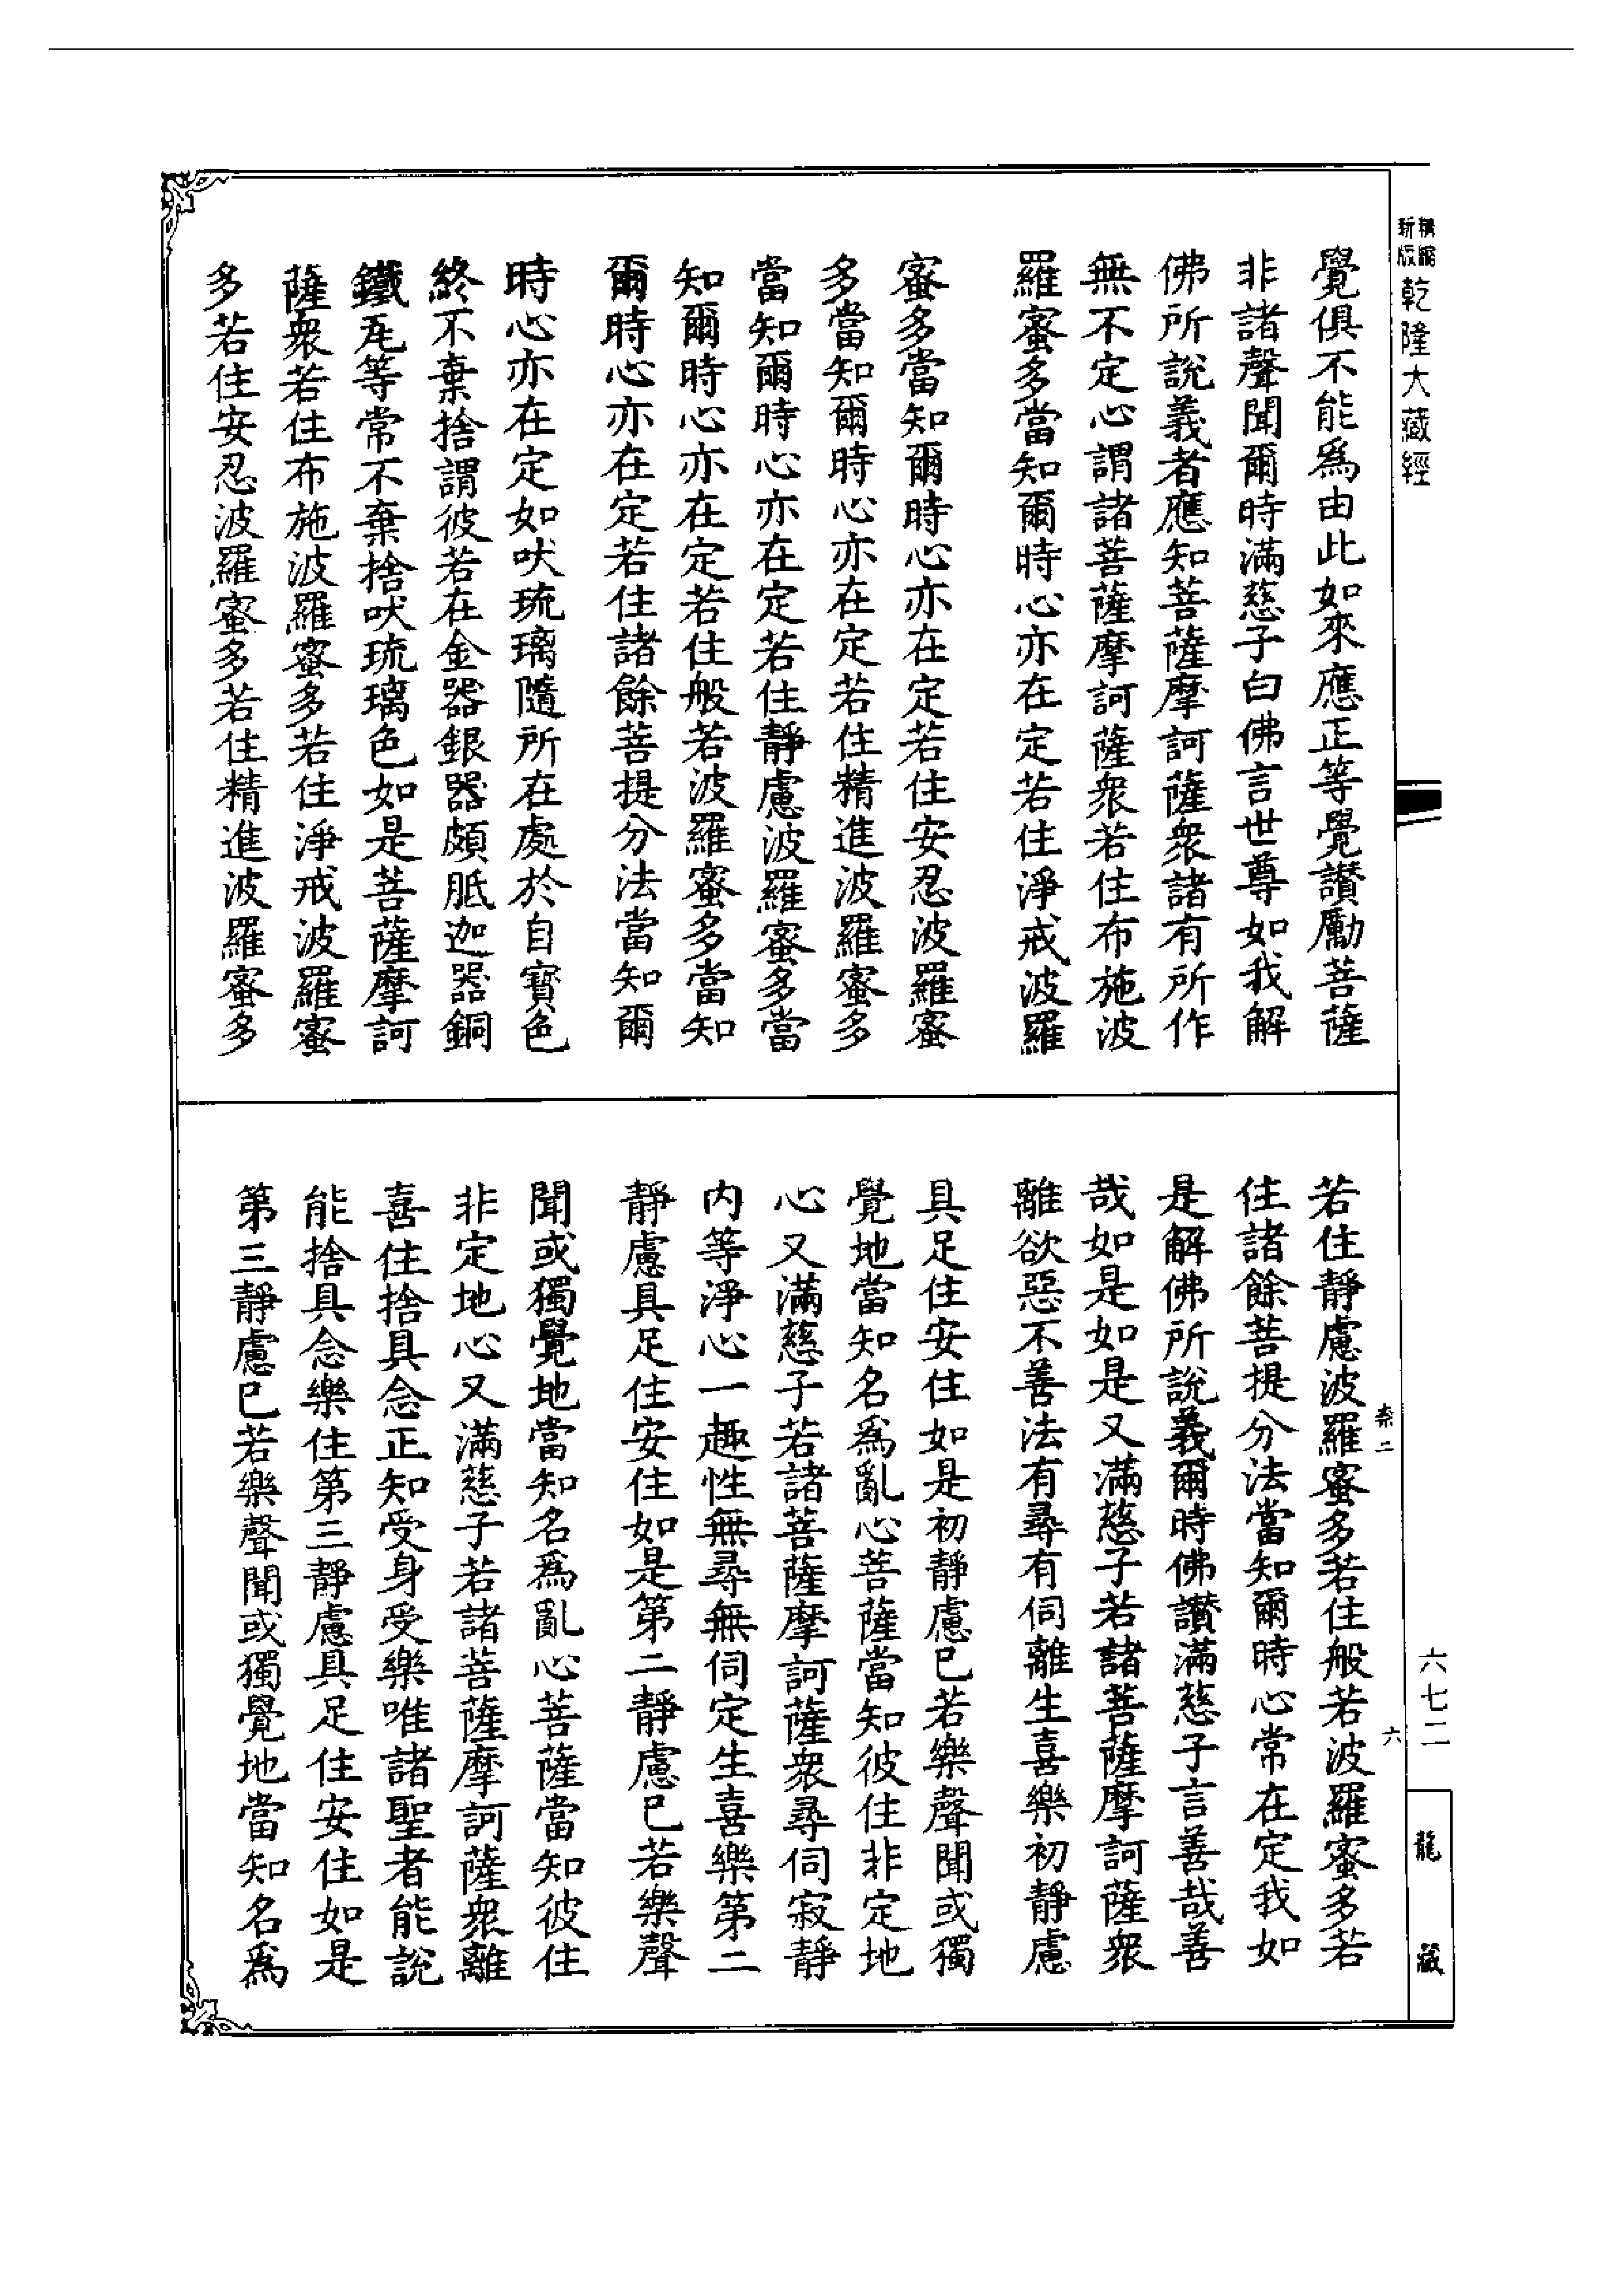 新版精縮
乾隆大藏經
覺俱不能為由此如來應正等覺讚勵菩薩
非諸聲聞爾時滿慈子白佛言世尊如我解
佛所說義者應知菩薩摩訶薩衆諸有所作
無不定心謂諸菩薩摩訶薩衆若住布施波
羅蜜多當知爾時心亦在定若住淨戒波羅
蜜多當知爾時心亦在定若住安忍波羅蜜
多當知爾時心亦在定若住精進波羅蜜多
當知爾時心亦在定若住靜慮波羅蜜多當
知爾時心亦在定若住般若波羅蜜多當知
爾時心亦在定若住諸餘菩提分法當知爾
時心亦在定如吠琉璃隨所在處於自寶色
終不棄捨謂彼若在金器銀器頗胝迦器銅
鐵瓦等常不棄捨吠琉璃色如是菩薩摩訶
薩衆若住布施波羅蜜多若住淨戒波羅蜜
多若住安忍波羅蜜多若住精進波羅蜜多
若住靜慮波羅蜜多若住般若波羅蜜多若
住諸餘菩提分法當知爾時心常在定我如
是解佛所說義爾時佛讚滿慈子言善哉善
哉如是如是又滿慈子若諸菩薩摩訶薩衆
離欲惡不善法有尋有伺離生喜樂初靜慮
具足住安住如是初靜慮已若樂聲聞或獨
覺地當知名為亂心菩薩當知彼住非定地
心又滿慈子若諸菩薩摩訶薩衆尋伺寂靜
内等淨心一趣性無尋無伺定生喜樂第二
靜慮具足住安住如是第二靜慮已若樂聲
聞或獨覺地當知名為亂心菩薩當知彼住
非定地心又滿慈子若諸菩薩摩訶薩衆離
喜住捨具念正知受身受樂唯諸聖者能說
能捨具念樂住第三靜慮具足住安住如是
第三靜慮已若樂聲聞或獨覺地當知名為
柰二
六
六七二
龍藏